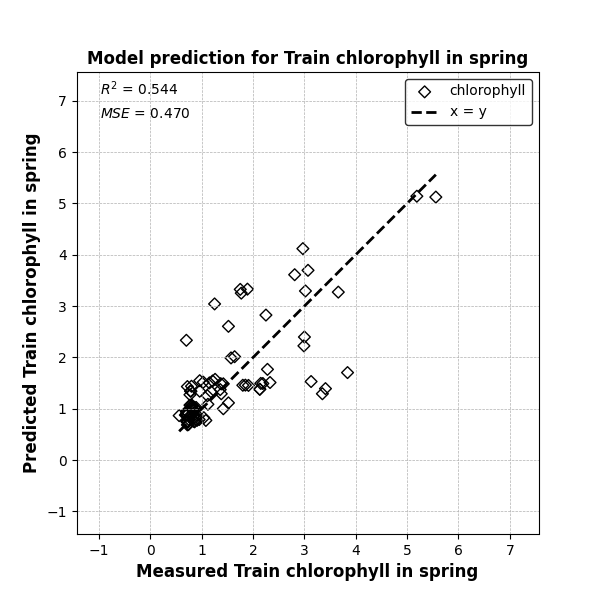 Model prediction for Train chlorophyll in spring
R² = 0.544
MSE = 0.470
chlorophyll
x = y
7
6
5
4
3
2
1
0
−1
−1 0 1 2 3 4 5 6 7
Predicted Train chlorophyll in spring
Measured Train chlorophyll in spring